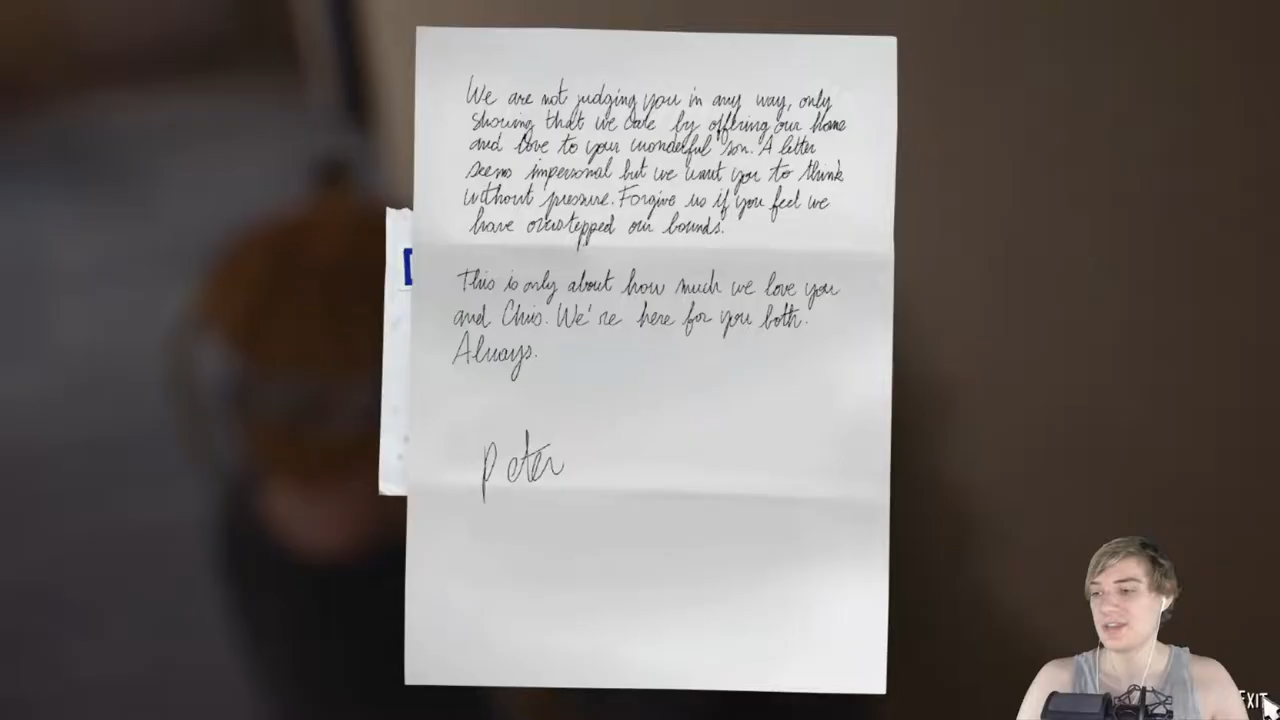 We are not judging you in any way, only
showing that we care by offering our home
and love to your wonderful son. A letter
seems impersonal but we want you to think
without pressure. Forgive us if you feel we
have overstepped our bounds.
This is only about how much we love you
and Chris. We're here for you both.
Always.
Peter
EXIT